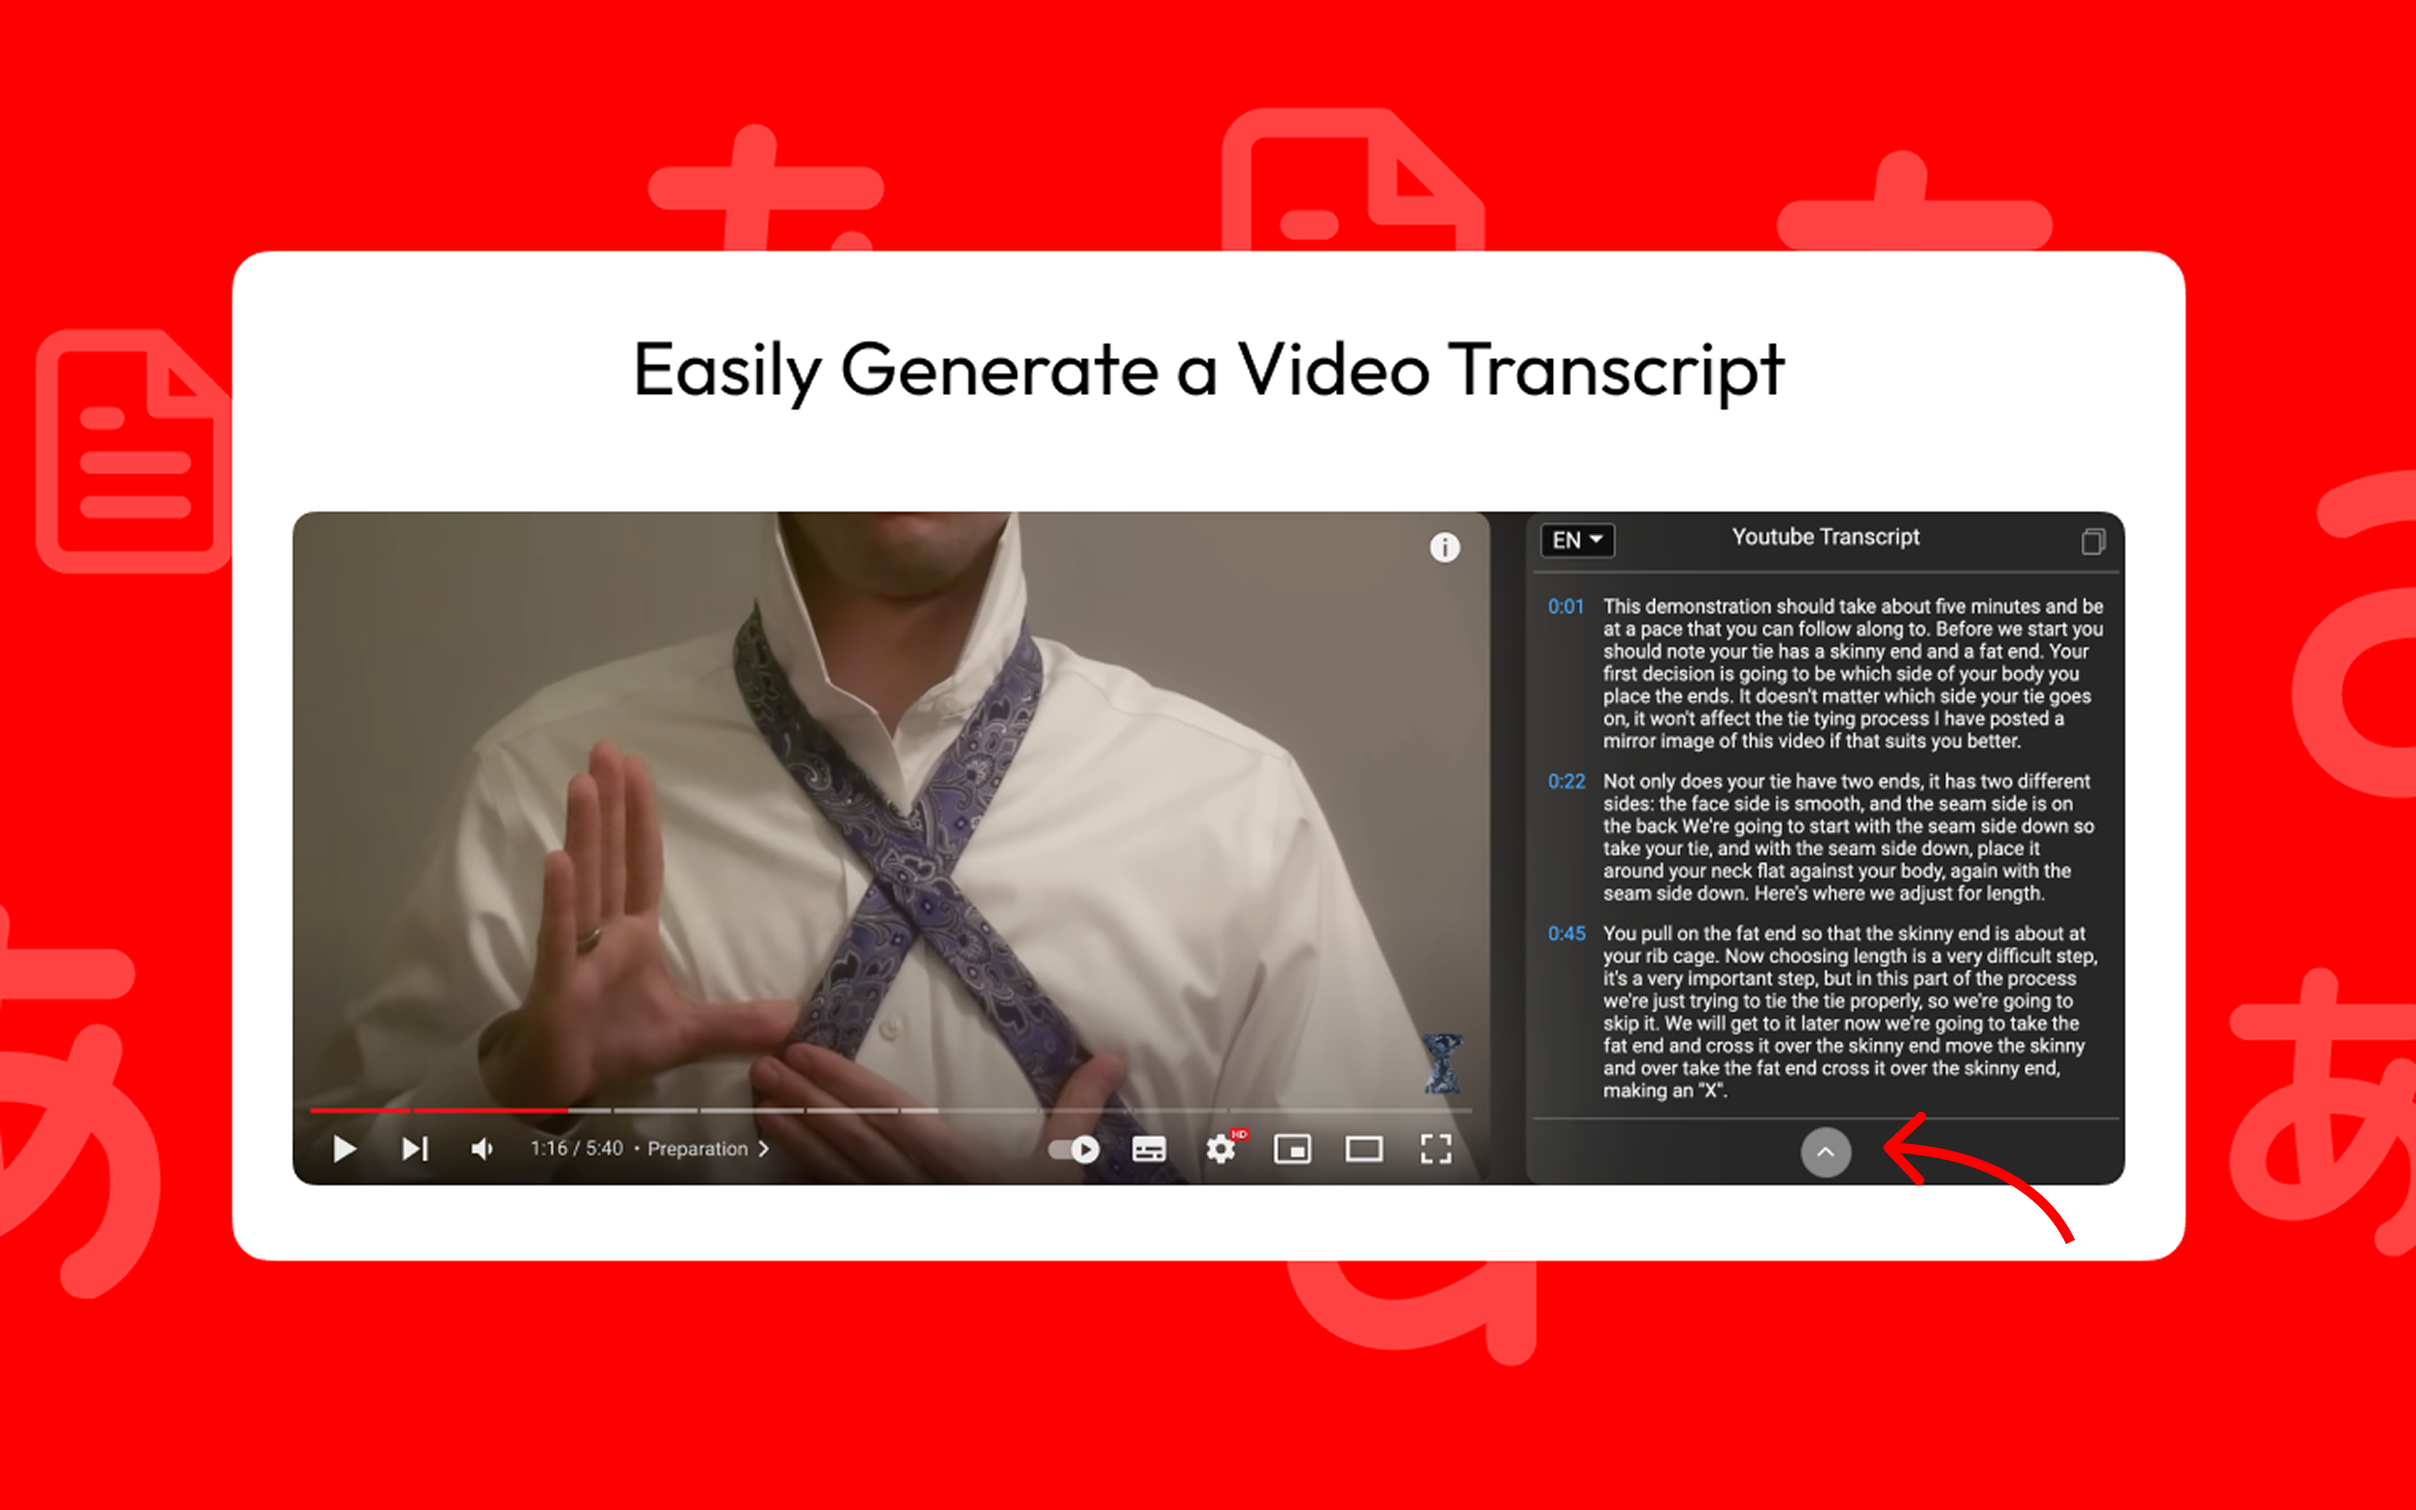 Easily Generate a Video Transcript
EN
Youtube Transcript
0:01 This demonstration should take about five minutes and be
at a pace that you can follow along to. Before we start you
should note your tie has a skinny end and a fat end. Your
first decision is going to be which side of your body you
place the ends. It doesn't matter which side your tie goes
on, it won't affect the tie tying process I have posted a
mirror image of this video if that suits you better.
0:22 Not only does your tie have two ends, it has two different
sides: the face side is smooth, and the seam side is on
the back We're going to start with the seam side down so
take your tie, and with the seam side down, place it
around your neck flat against your body, again with the
seam side down. Here's where we adjust for length.
0:45 You pull on the fat end so that the skinny end is about at
your rib cage. Now choosing length is a very difficult step,
it's a very important step, but in this part of the process
we're just trying to tie the tie properly, so we're going to
skip it. We will get to it later now we're going to take the
fat end and cross it over the skinny end move the skinny
and over take the fat end cross it over the skinny end,
making an "X".
1:16 / 5:40 • Preparation
HD
あ
あ
あ
あ
a
a